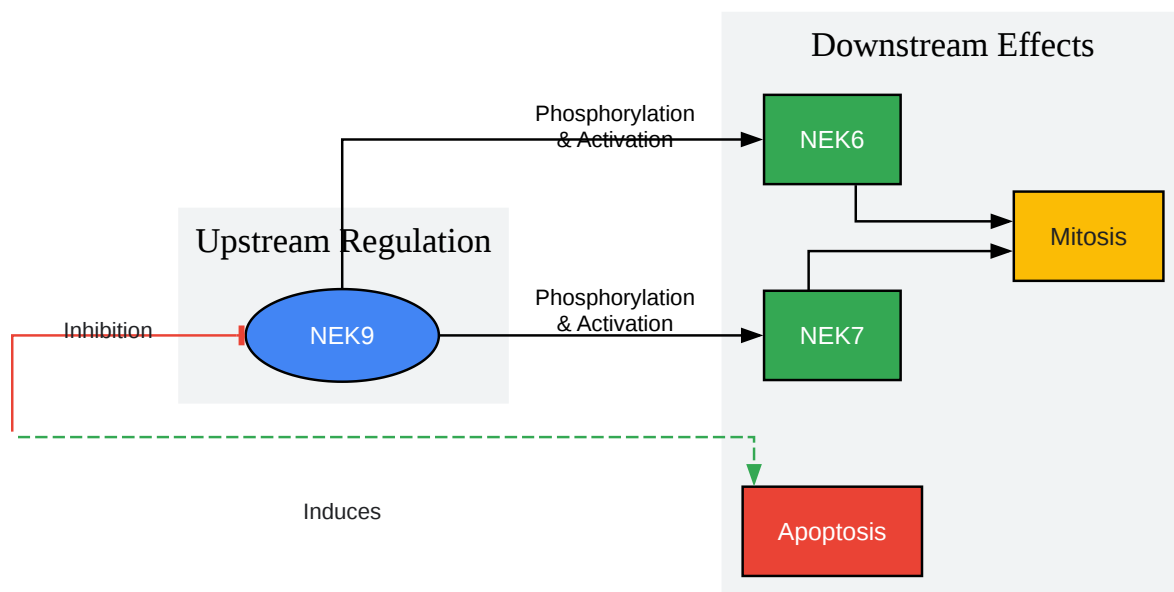 Downstream Effects
Phosphorylation
& Activation
NEK6
Upstream Regulation
Mitosis
Phosphorylation
& Activation
Inhibition
NEK9
NEK7
Induces
Apoptosis